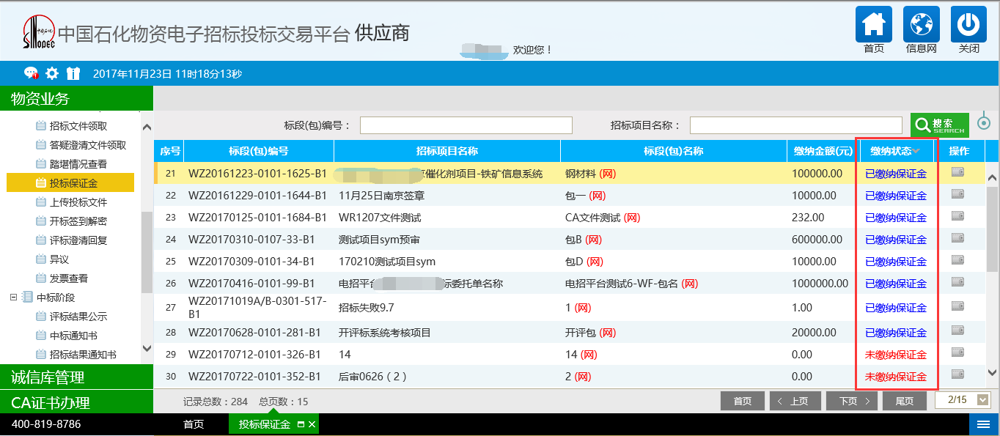 SINOPEC 中国石化物资电子招标投标交易平台 供应商
欢迎您！
首页 信息网 关闭
2017年11月23日 11时18分13秒
物资业务
招标文件领取
答疑澄清文件领取
踏堪情况查看
投标保证金
上传投标文件
开标签到解密
评标澄清回复
异议
发票查看
中标阶段
评标结果公示
中标通知书
招标结果通知书
诚信库管理
CA证书办理
标段(包)编号： 招标项目名称： 搜索 SEARCH
序号 标段(包)编号 招标项目名称 标段(包)名称 缴纳金额(元) 缴纳状态 操作
21 WZ20161223-0101-1625-B1 催化剂项目-铁矿信息系统 钢材料 (网) 100000.00 已缴纳保证金
22 WZ20161229-0101-1644-B1 11月25日南京签章 包一 (网) 10000.00 已缴纳保证金
23 WZ20170125-0101-1684-B1 WR1207文件测试 CA文件测试 (网) 232.00 已缴纳保证金
24 WZ20170310-0107-33-B1 测试项目sym预审 包B (网) 600000.00 已缴纳保证金
25 WZ20170309-0101-34-B1 170210测试项目sym 包D (网) 10000.00 已缴纳保证金
26 WZ20170416-0101-99-B1 电招平台 标委托单名称 电招平台测试6-WF-包名 (网) 1000000.00 已缴纳保证金
27 WZ20171019A/B-0301-517-B1 招标失败9.7 1 (网) 1.00 已缴纳保证金
28 WZ20170628-0101-281-B1 开评标系统考核项目 开评包 (网) 20000.00 已缴纳保证金
29 WZ20170712-0101-326-B1 14 14 (网) 0.00 未缴纳保证金
30 WZ20170722-0101-352-B1 后审0626（2） 2 (网) 0.00 未缴纳保证金
记录总数：284 总页数：15 首页 上页 下页 尾页 2/15
400-819-8786 首页 投标保证金